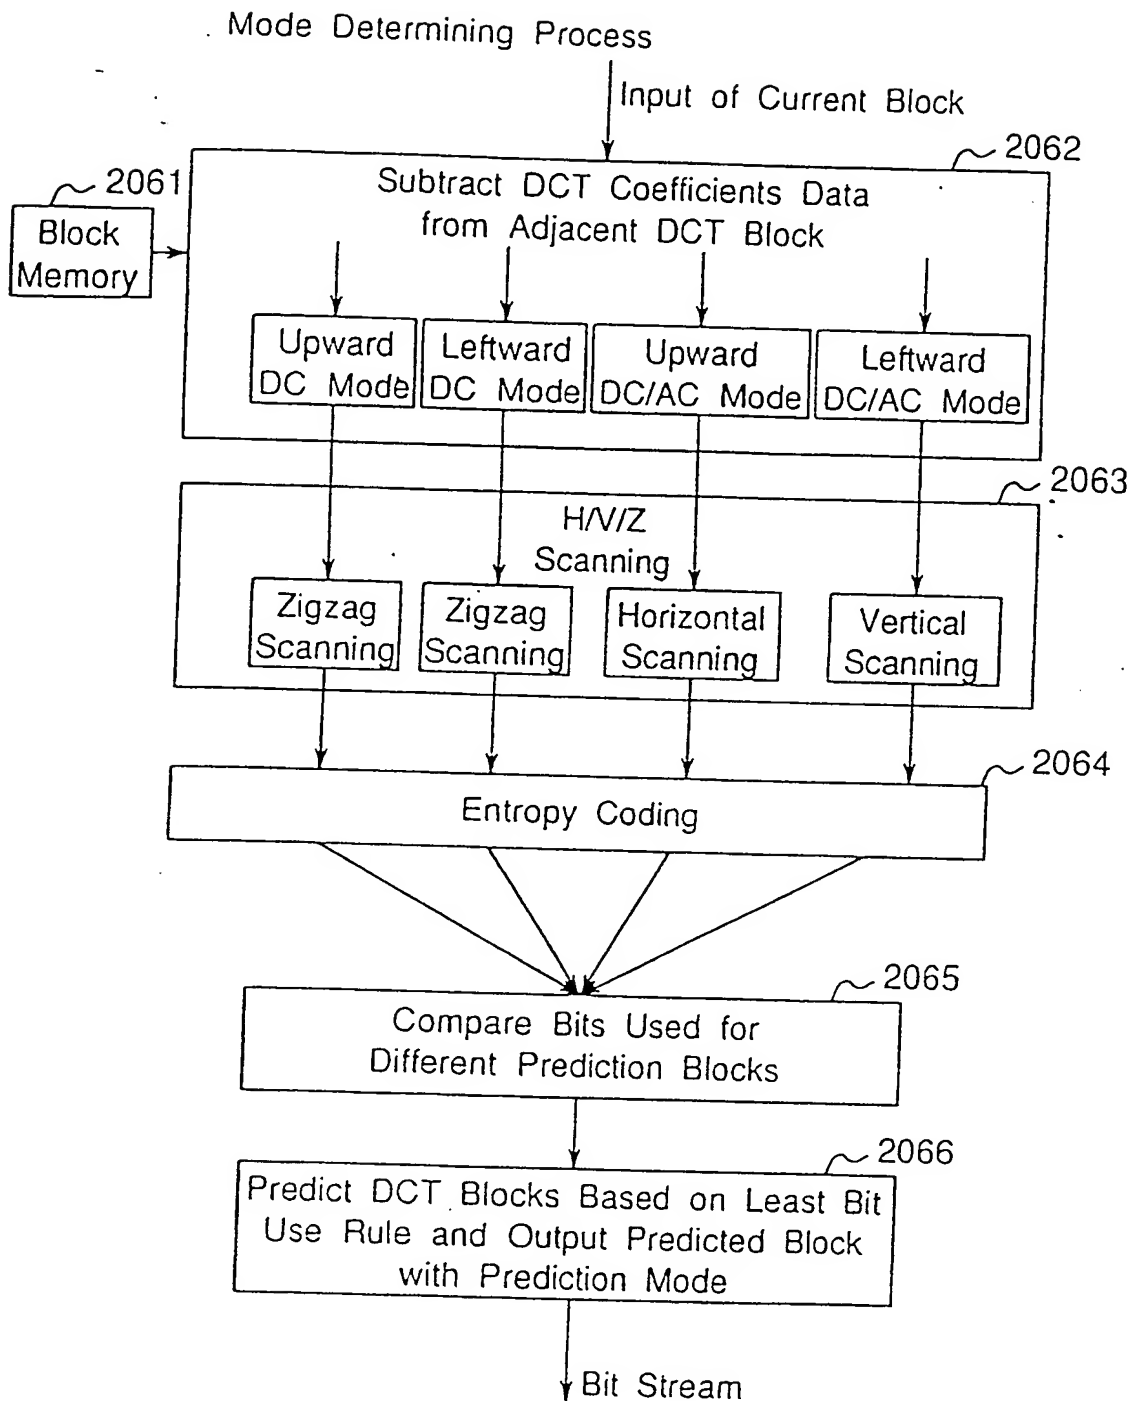 Mode Determining Process
Input of Current Block
2062
2061
Subtract DCT Coefficients Data
from Adjacent DCT Block
Block
Memory
Upward
DC Mode
Leftward
DC Mode
Upward
DC/AC Mode
Leftward
DC/AC Mode
2063
H/V/Z
Scanning
Zigzag
Scanning
Zigzag
Scanning
Horizontal
Scanning
Vertical
Scanning
2064
Entropy Coding
2065
Compare Bits Used for
Different Prediction Blocks
2066
Predict DCT Blocks Based on Least Bit
Use Rule and Output Predicted Block
with Prediction Mode
Bit Stream